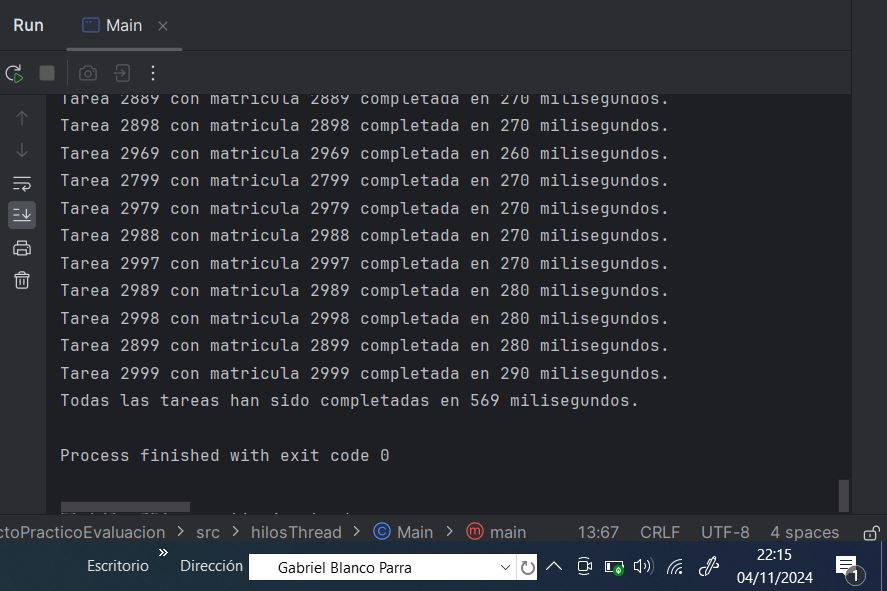 Run Main
Tarea 2889 con matricula 2889 completada en 270 milisegundos.
Tarea 2898 con matricula 2898 completada en 270 milisegundos.
Tarea 2969 con matricula 2969 completada en 260 milisegundos.
Tarea 2799 con matricula 2799 completada en 270 milisegundos.
Tarea 2979 con matricula 2979 completada en 270 milisegundos.
Tarea 2988 con matricula 2988 completada en 270 milisegundos.
Tarea 2997 con matricula 2997 completada en 270 milisegundos.
Tarea 2989 con matricula 2989 completada en 280 milisegundos.
Tarea 2998 con matricula 2998 completada en 280 milisegundos.
Tarea 2899 con matricula 2899 completada en 280 milisegundos.
Tarea 2999 con matricula 2999 completada en 290 milisegundos.
Todas las tareas han sido completadas en 569 milisegundos.
Process finished with exit code 0
ctoPracticoEvaluacion > src > hilosThread > C Main > m main 13:67 CRLF UTF-8 4 spaces
Escritorio » Dirección Gabriel Blanco Parra 22:15
04/11/2024 1